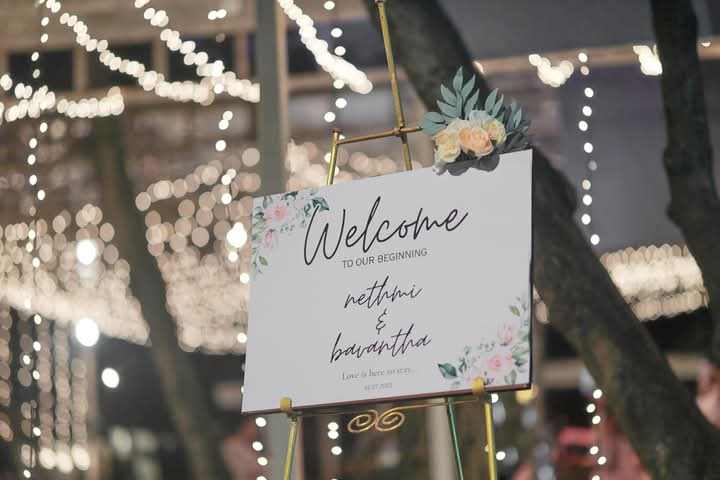 Welcome
TO OUR BEGINNING
nethmi
&
bavantha
Love is here to stay..